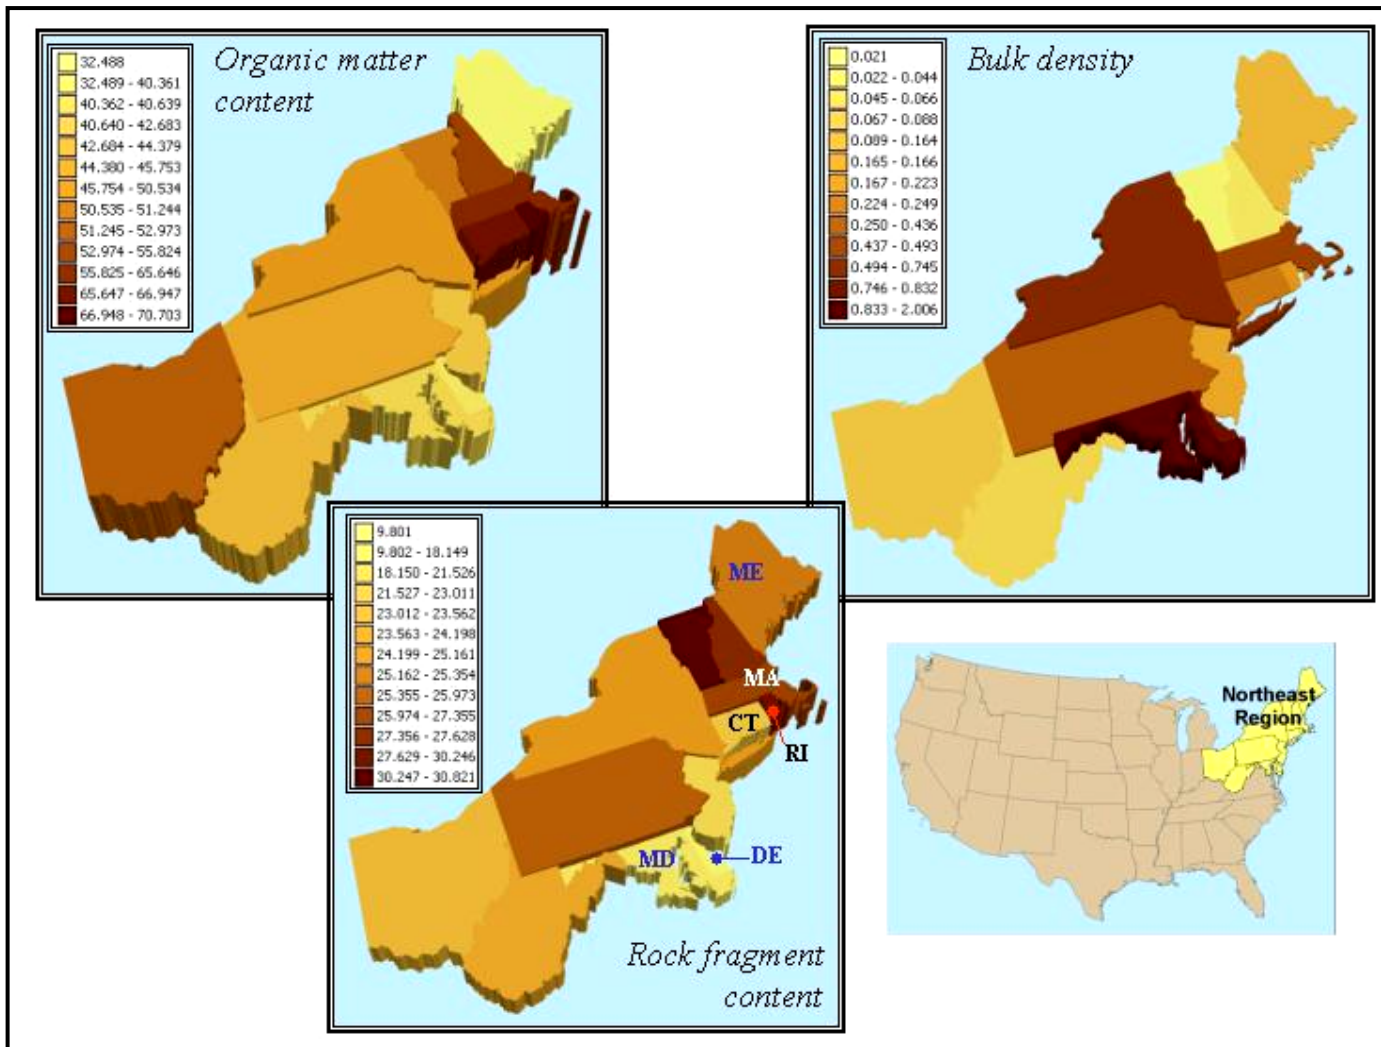 Organic matter
content
32.488
32.489 - 40.361
40.362 - 40.639
40.640 - 42.683
42.684 - 44.379
44.380 - 45.753
45.754 - 50.534
50.535 - 51.244
51.245 - 52.973
52.974 - 55.824
55.825 - 65.646
65.647 - 66.947
66.948 - 70.703
Bulk density
0.021
0.022 - 0.044
0.045 - 0.066
0.067 - 0.088
0.089 - 0.164
0.165 - 0.166
0.167 - 0.223
0.224 - 0.249
0.250 - 0.436
0.437 - 0.493
0.494 - 0.745
0.746 - 0.832
0.833 - 2.006
9.801
9.802 - 18.149
18.150 - 21.526
21.527 - 23.011
23.012 - 23.562
23.563 - 24.198
24.199 - 25.161
25.162 - 25.354
25.355 - 25.973
25.974 - 27.355
27.356 - 27.628
27.629 - 30.246
30.247 - 30.821
ME
MA
CT
RI
MD
DE
Rock fragment
content
Northeast
Region